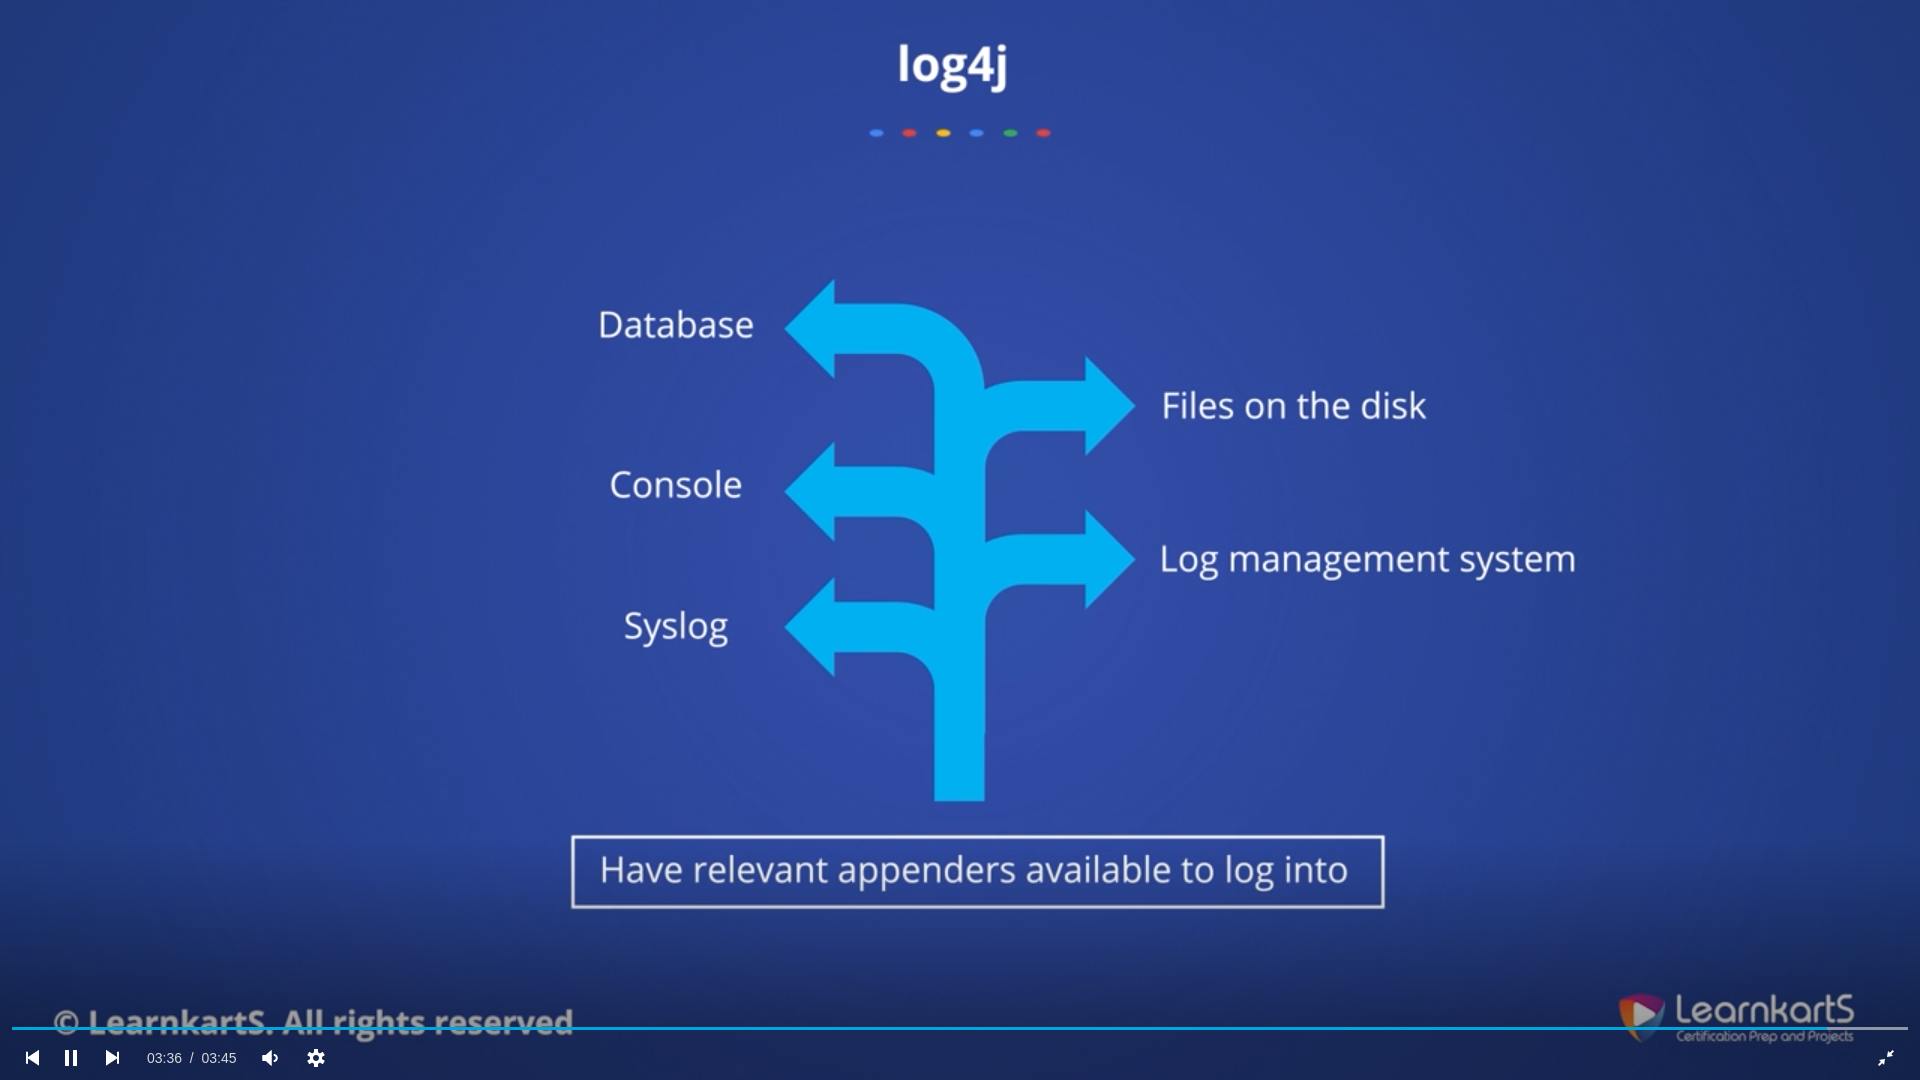 log4j
Database
Files on the disk
Console
Log management system
Syslog
Have relevant appenders available to log into
© LearnkartS. All rights reserved
LearnkartS
Certification Prep and Projects
03:36 / 03:45